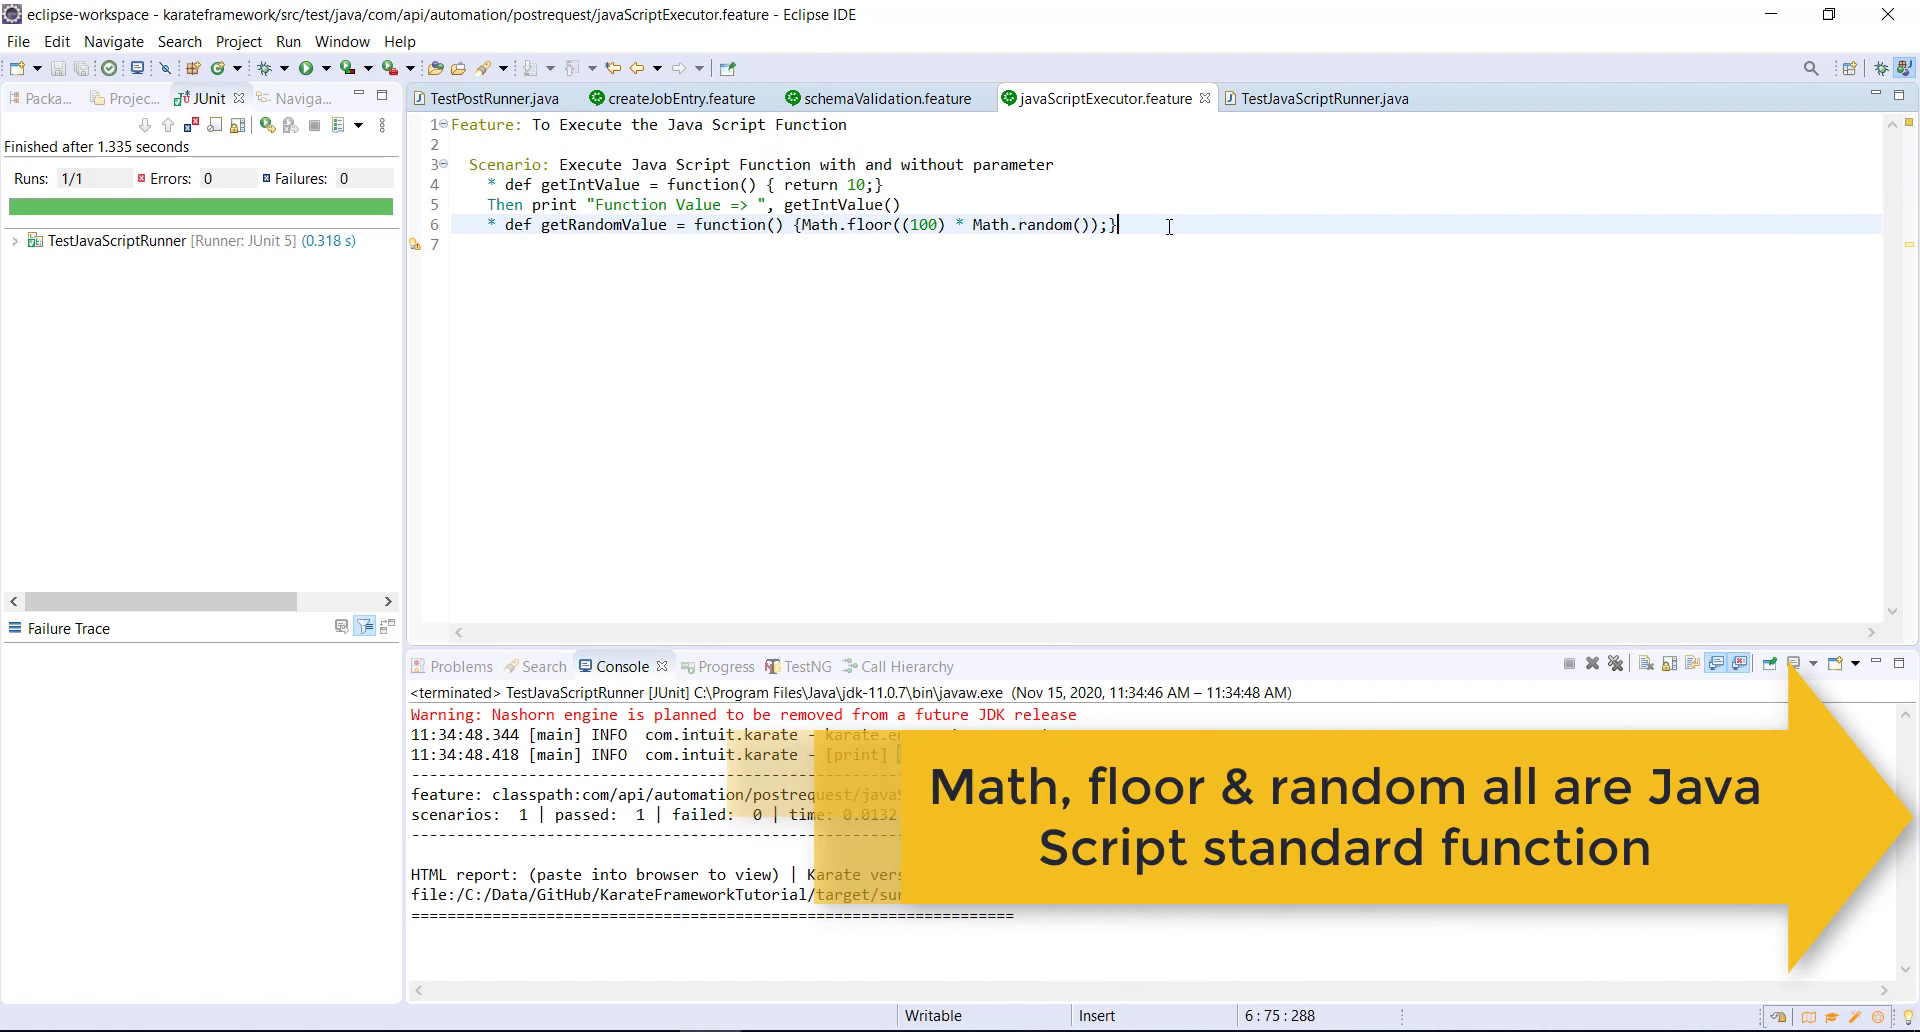 eclipse-workspace - karateframework/src/test/java/com/api/automation/postrequest/javaScriptExecutor.feature - Eclipse IDE
File Edit Navigate Search Project Run Window Help
Packa... Projec... JUnit Naviga...
TestPostRunner.java createJobEntry.feature schemaValidation.feature javaScriptExecutor.feature TestJavaScriptRunner.java
Finished after 1.335 seconds
Runs: 1/1 Errors: 0 Failures: 0
TestJavaScriptRunner [Runner: JUnit 5] (0.318 s)
Failure Trace
1 Feature: To Execute the Java Script Function
2
3 Scenario: Execute Java Script Function with and without parameter
4 * def getIntValue = function() { return 10;}
5 Then print "Function Value => ", getIntValue()
6 * def getRandomValue = function() {Math.floor((100) * Math.random());}
7
Problems Search Console Progress TestNG Call Hierarchy
<terminated> TestJavaScriptRunner [JUnit] C:\Program Files\Java\jdk-11.0.7\bin\javaw.exe (Nov 15, 2020, 11:34:46 AM – 11:34:48 AM)
Warning: Nashorn engine is planned to be removed from a future JDK release
11:34:48.344 [main] INFO com.intuit.karate - karate.en
11:34:48.418 [main] INFO com.intuit.karate - [print]
---------------------------------------------------------
feature: classpath:com/api/automation/postrequest/javaS
scenarios: 1 | passed: 1 | failed: 0 | time: 0.0132
---------------------------------------------------------
HTML report: (paste into browser to view) | Karate vers
file:/C:/Data/GitHub/KarateFrameworkTutorial/target/sur
===================================================================
Math, floor & random all are Java
Script standard function
Writable Insert 6 : 75 : 288